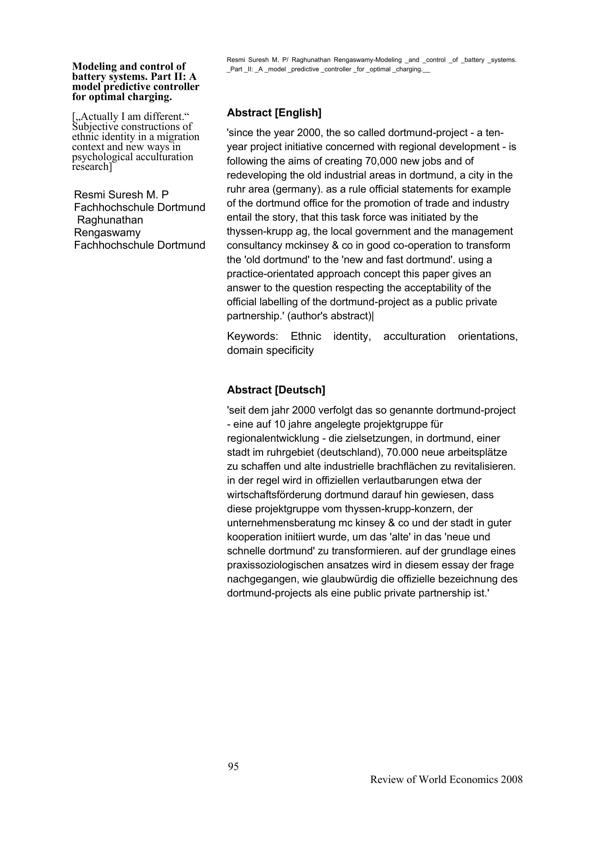 Resmi Suresh M. P/ Raghunathan Rengaswamy-Modeling _and _control _of _battery _systems.
_Part _II: _A _model _predictive _controller _for _optimal _charging.__
Modeling and control of
battery systems. Part II: A
model predictive controller
for optimal charging.
[„Actually I am different.“
Subjective constructions of
ethnic identity in a migration
context and new ways in
psychological acculturation
research]
Resmi Suresh M. P
Fachhochschule Dortmund
Raghunathan
Rengaswamy
Fachhochschule Dortmund
Abstract [English]
'since the year 2000, the so called dortmund-project - a ten-
year project initiative concerned with regional development - is
following the aims of creating 70,000 new jobs and of
redeveloping the old industrial areas in dortmund, a city in the
ruhr area (germany). as a rule official statements for example
of the dortmund office for the promotion of trade and industry
entail the story, that this task force was initiated by the
thyssen-krupp ag, the local government and the management
consultancy mckinsey & co in good co-operation to transform
the 'old dortmund' to the 'new and fast dortmund'. using a
practice-orientated approach concept this paper gives an
answer to the question respecting the acceptability of the
official labelling of the dortmund-project as a public private
partnership.' (author's abstract)|
Keywords: Ethnic identity, acculturation orientations,
domain specificity
Abstract [Deutsch]
'seit dem jahr 2000 verfolgt das so genannte dortmund-project
- eine auf 10 jahre angelegte projektgruppe für
regionalentwicklung - die zielsetzungen, in dortmund, einer
stadt im ruhrgebiet (deutschland), 70.000 neue arbeitsplätze
zu schaffen und alte industrielle brachflächen zu revitalisieren.
in der regel wird in offiziellen verlautbarungen etwa der
wirtschaftsförderung dortmund darauf hin gewiesen, dass
diese projektgruppe vom thyssen-krupp-konzern, der
unternehmensberatung mc kinsey & co und der stadt in guter
kooperation initiiert wurde, um das 'alte' in das 'neue und
schnelle dortmund' zu transformieren. auf der grundlage eines
praxissoziologischen ansatzes wird in diesem essay der frage
nachgegangen, wie glaubwürdig die offizielle bezeichnung des
dortmund-projects als eine public private partnership ist.'
95
Review of World Economics 2008